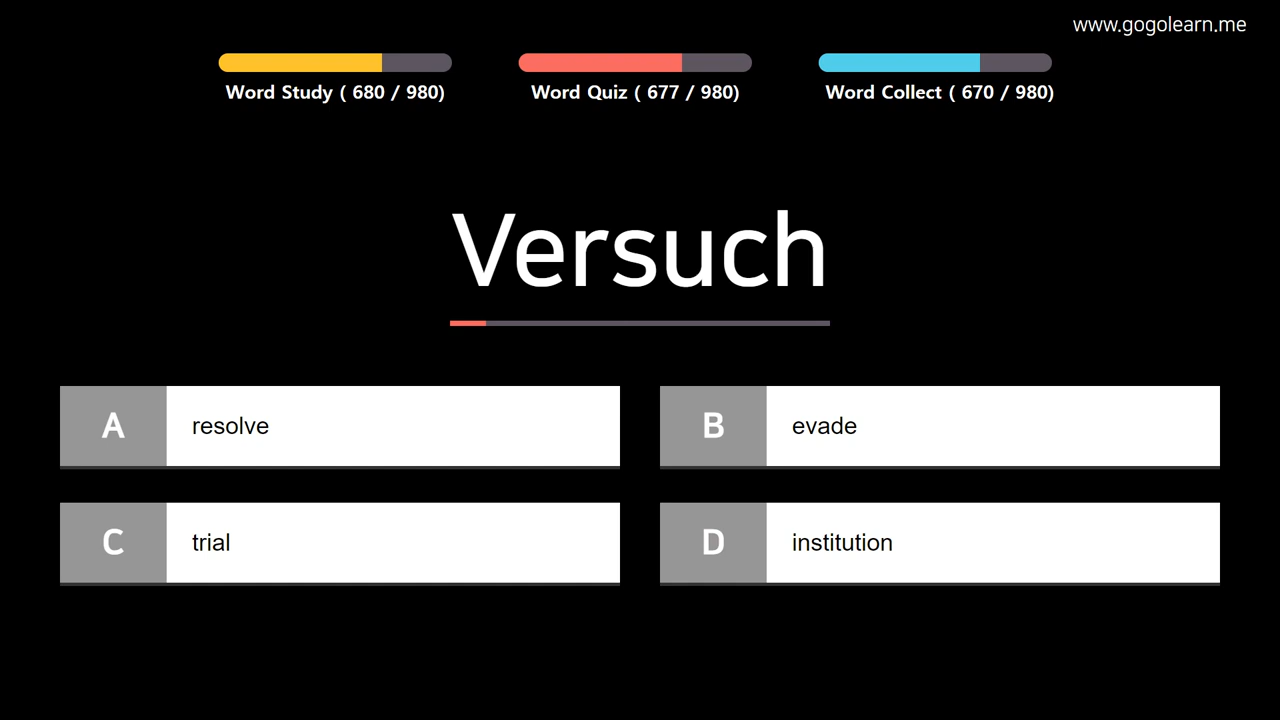 www.gogolearn.me
Word Study ( 680 / 980)
Word Quiz ( 677 / 980)
Word Collect ( 670 / 980)
Versuch
A
resolve
B
evade
C
trial
D
institution